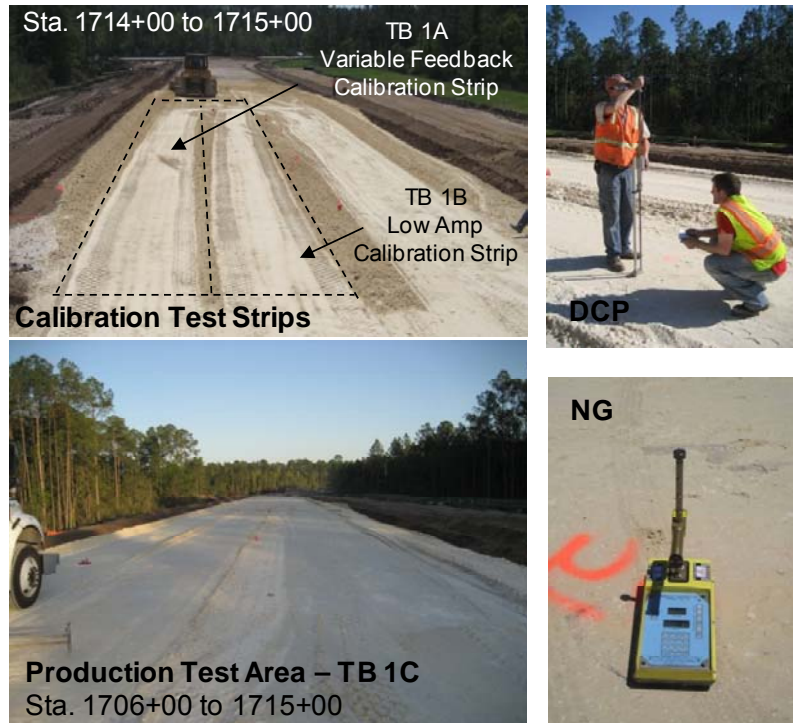 Sta. 1714+00 to 1715+00
TB 1A
Variable Feedback
Calibration Strip
TB 1B
Low Amp
Calibration Strip
Calibration Test Strips
DCP
Production Test Area – TB 1C
Sta. 1706+00 to 1715+00
NG